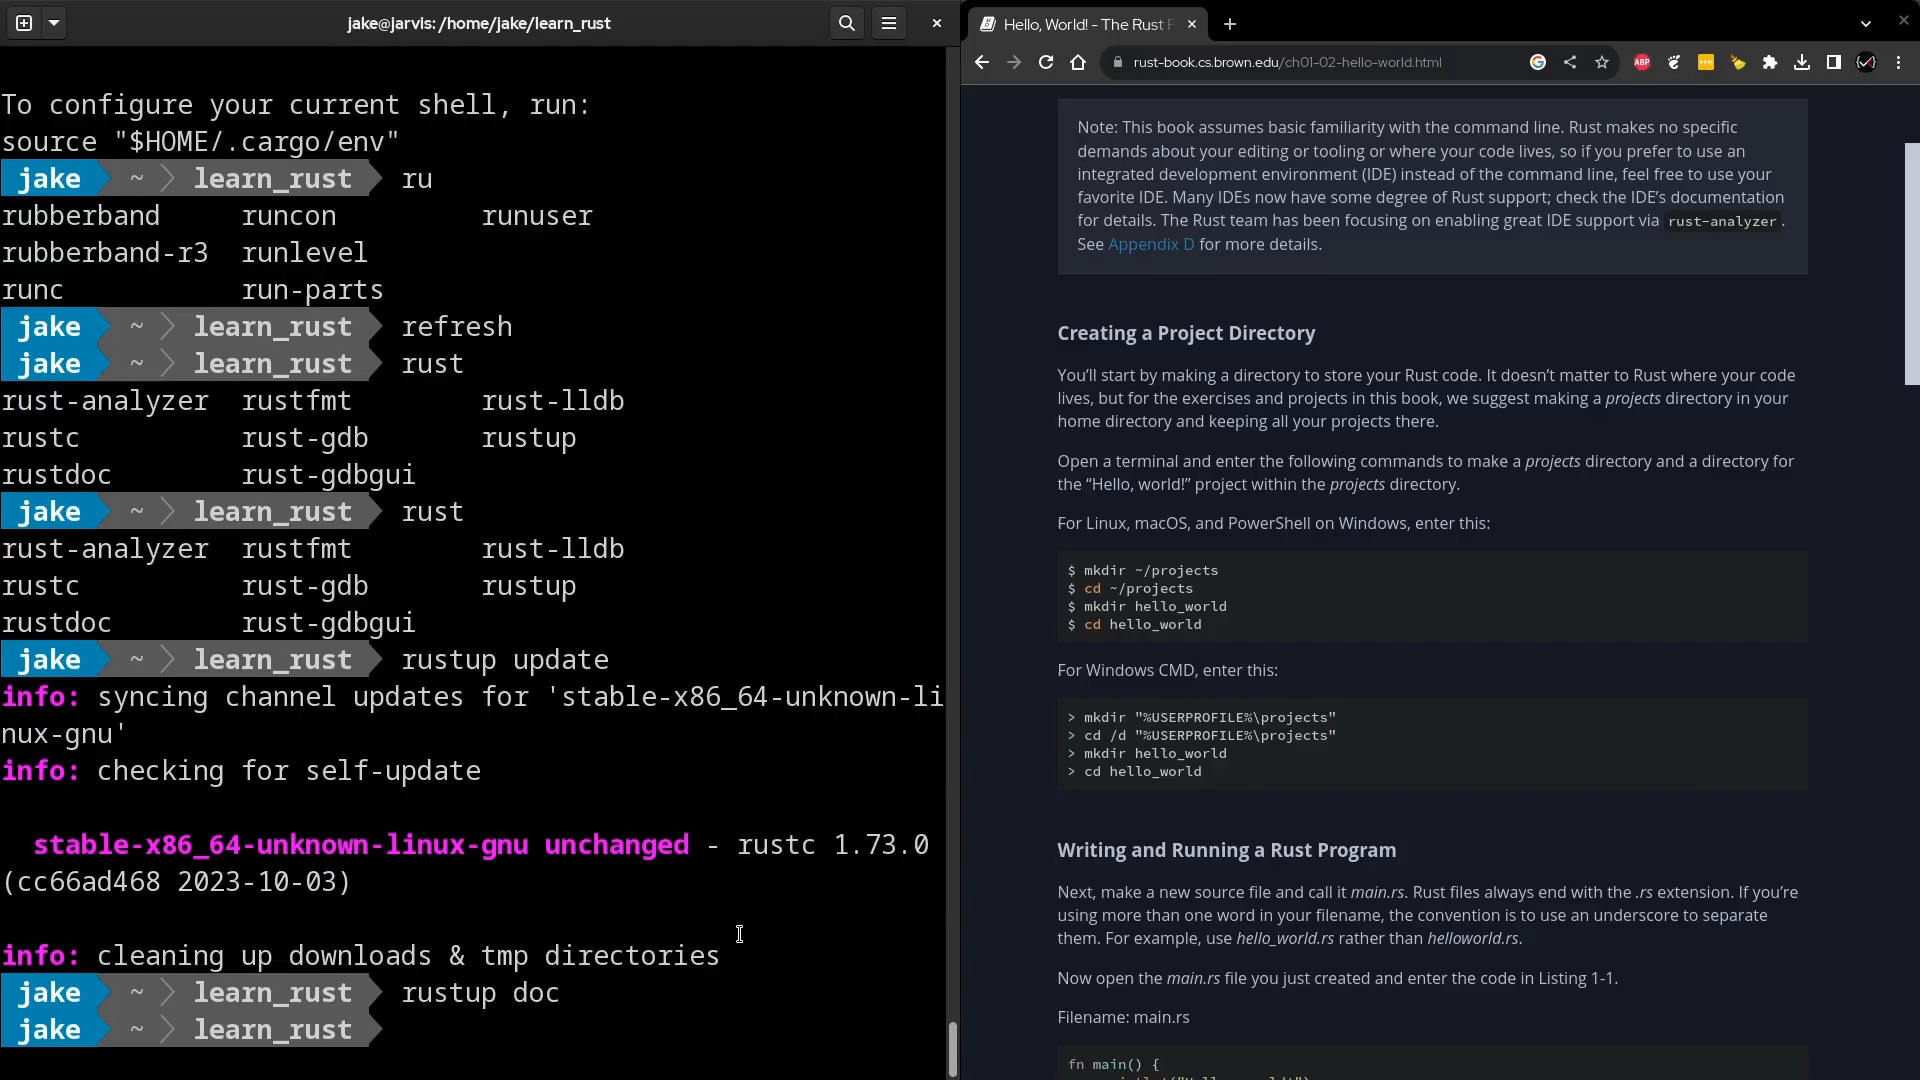 jake@jarvis: /home/jake/learn_rust
To configure your current shell, run:
source "$HOME/.cargo/env"
jake ~ learn_rust ru
rubberband runcon runuser
rubberband-r3 runlevel
runc run-parts
jake ~ learn_rust refresh
jake ~ learn_rust rust
rust-analyzer rustfmt rust-lldb
rustc rust-gdb rustup
rustdoc rust-gdbgui
jake ~ learn_rust rust
rust-analyzer rustfmt rust-lldb
rustc rust-gdb rustup
rustdoc rust-gdbgui
jake ~ learn_rust rustup update
info: syncing channel updates for 'stable-x86_64-unknown-li
nux-gnu'
info: checking for self-update
stable-x86_64-unknown-linux-gnu unchanged - rustc 1.73.0
(cc66ad468 2023-10-03)
info: cleaning up downloads & tmp directories
jake ~ learn_rust rustup doc
jake ~ learn_rust
Hello, World! - The Rust
rust-book.cs.brown.edu/ch01-02-hello-world.html
ABP
Note: This book assumes basic familiarity with the command line. Rust makes no specific
demands about your editing or tooling or where your code lives, so if you prefer to use an
integrated development environment (IDE) instead of the command line, feel free to use your
favorite IDE. Many IDEs now have some degree of Rust support; check the IDE’s documentation
for details. The Rust team has been focusing on enabling great IDE support via rust-analyzer.
See Appendix D for more details.
Creating a Project Directory
You’ll start by making a directory to store your Rust code. It doesn’t matter to Rust where your code
lives, but for the exercises and projects in this book, we suggest making a projects directory in your
home directory and keeping all your projects there.
Open a terminal and enter the following commands to make a projects directory and a directory for
the “Hello, world!” project within the projects directory.
For Linux, macOS, and PowerShell on Windows, enter this:
$ mkdir ~/projects
$ cd ~/projects
$ mkdir hello_world
$ cd hello_world
For Windows CMD, enter this:
> mkdir "%USERPROFILE%\projects"
> cd /d "%USERPROFILE%\projects"
> mkdir hello_world
> cd hello_world
Writing and Running a Rust Program
Next, make a new source file and call it main.rs. Rust files always end with the .rs extension. If you’re
using more than one word in your filename, the convention is to use an underscore to separate
them. For example, use hello_world.rs rather than helloworld.rs.
Now open the main.rs file you just created and enter the code in Listing 1-1.
Filename: main.rs
fn main() {